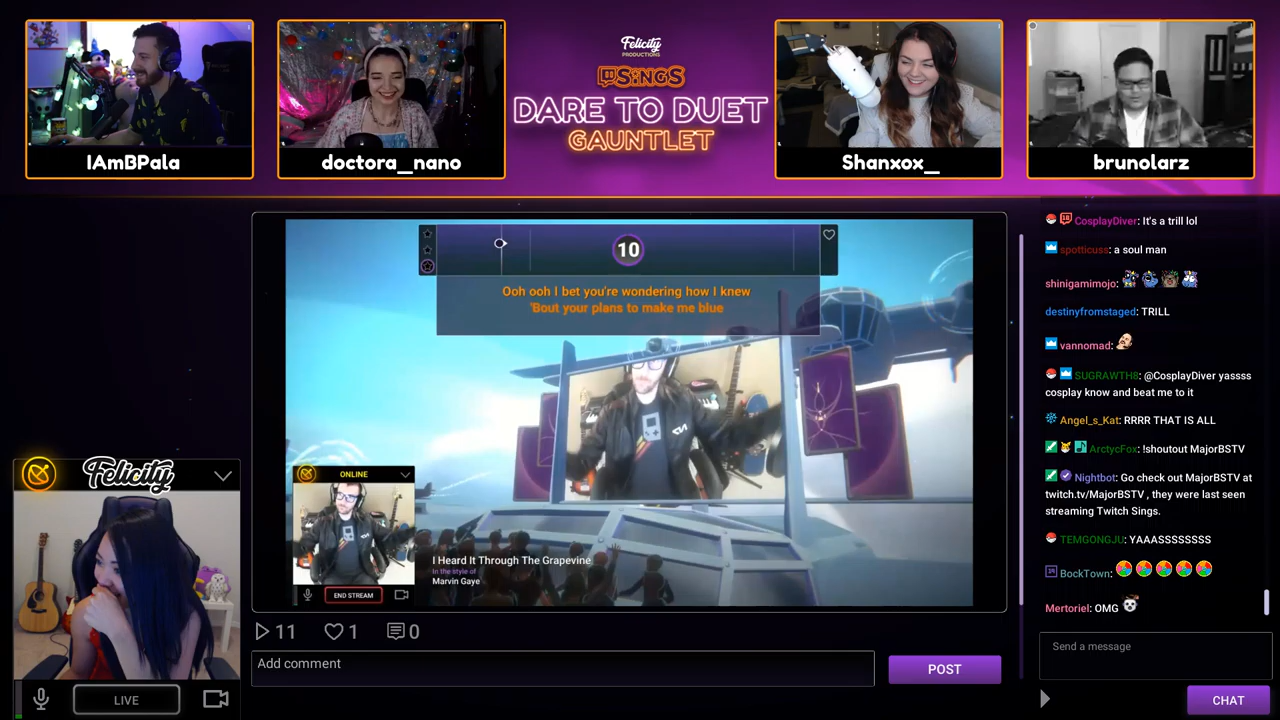 Felicity
PRODUCTIONS
SINGS
DARE TO DUET
GAUNTLET
IAmBPala
doctora__nano
Shanxox_
brunolarz
10
Ooh ooh I bet you're wondering how I knew
'Bout your plans to make me blue
ONLINE
I Heard It Through The Grapevine
In the style of
Marvin Gaye
END STREAM
11
1
0
Add comment
POST
Felicity
LIVE
CosplayDiver: It's a trill lol
spotticuss: a soul man
shinigamimojo:
destinyfromstaged: TRILL
vannomad:
SUGRAWTH8: @CosplayDiver yassss
cosplay know and beat me to it
Angel_s_Kat: RRRR THAT IS ALL
ArctycFox: !shoutout MajorBSTV
Nightbot: Go check out MajorBSTV at
twitch.tv/MajorBSTV , they were last seen
streaming Twitch Sings.
TEMGONGJU: YAAASSSSSSSS
BockTown:
Mertoriel: OMG
Send a message
CHAT